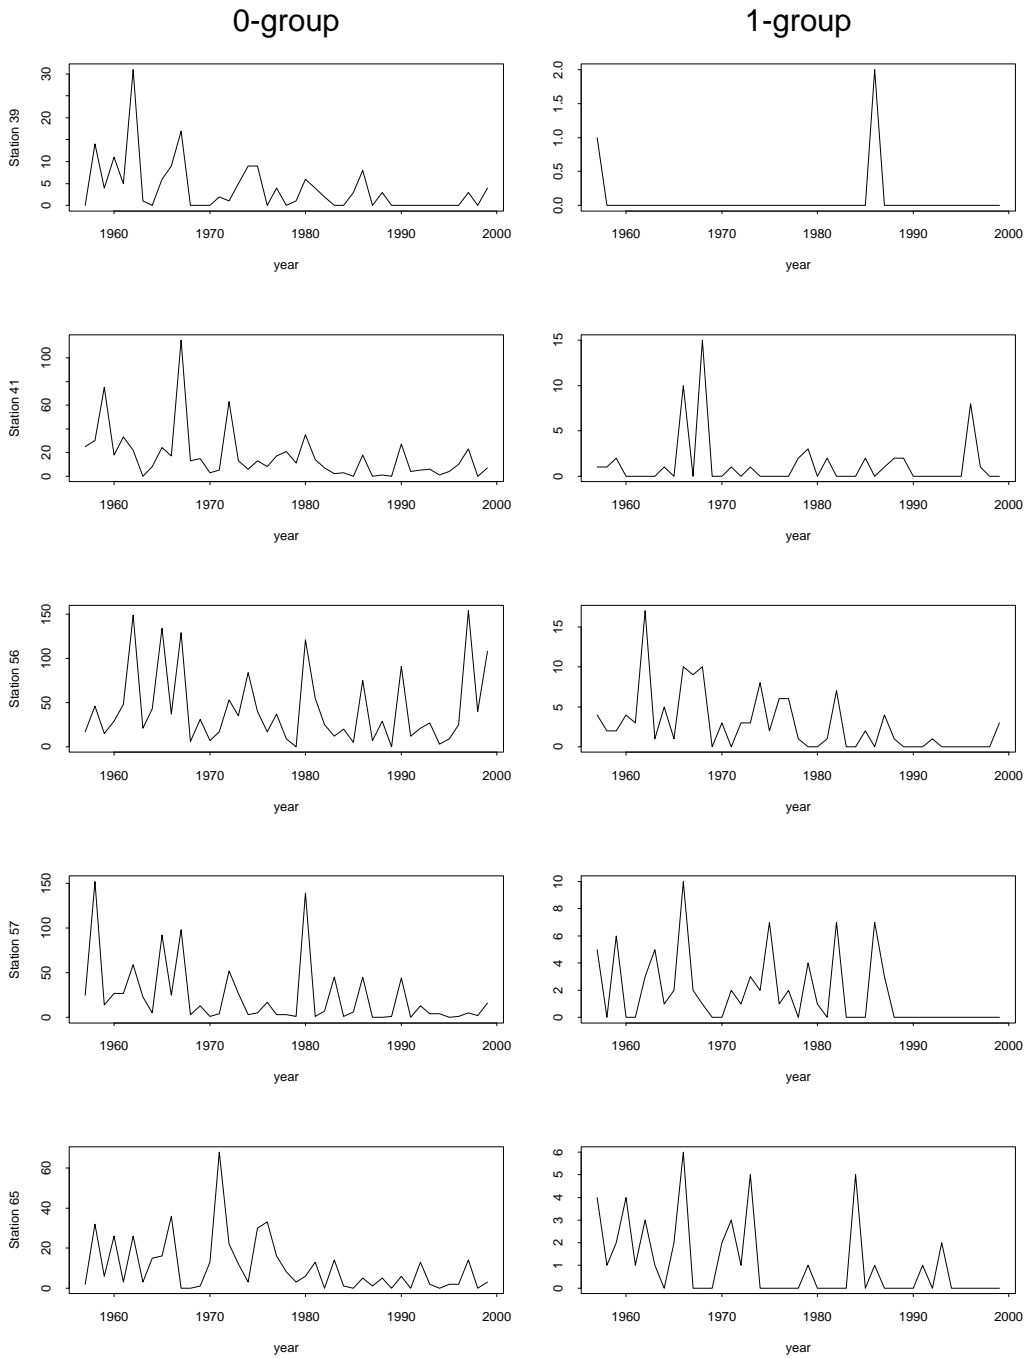 0-group 1-group
Station 39
0 5 10 20 30
1960 1970 1980 1990 2000
year
0.0 0.5 1.0 1.5 2.0
1960 1970 1980 1990 2000
year
Station 41
0 20 60 100
1960 1970 1980 1990 2000
year
0 5 10 15
1960 1970 1980 1990 2000
year
Station 56
0 50 100 150
1960 1970 1980 1990 2000
year
0 5 10 15
1960 1970 1980 1990 2000
year
Station 57
0 50 100 150
1960 1970 1980 1990 2000
year
0 2 4 6 8 10
1960 1970 1980 1990 2000
year
Station 65
0 20 40 60
1960 1970 1980 1990 2000
year
0 1 2 3 4 5 6
1960 1970 1980 1990 2000
year